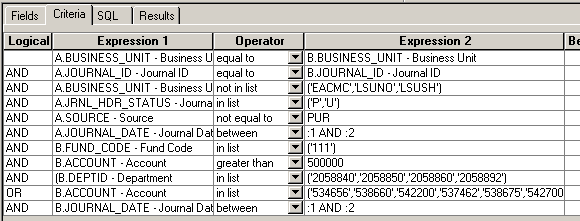 Fields Criteria SQL Results
Logical Expression 1 Operator Expression 2 Be
A.BUSINESS_UNIT - Business U equal to B.BUSINESS_UNIT - Business Unit
AND A.JOURNAL_ID - Journal ID equal to B.JOURNAL_ID - Journal ID
AND A.BUSINESS_UNIT - Business U not in list ('EACMC','LSUNO','LSUSH')
AND A.JRNL_HDR_STATUS - Journa in list ('P','U')
AND A.SOURCE - Source not equal to PUR
AND A.JOURNAL_DATE - Journal Dat between :1 AND :2
AND B.FUND_CODE - Fund Code in list ('111')
AND B.ACCOUNT - Account greater than 500000
AND (B.DEPTID - Department in list ('2058840','2058850','2058860','2058892')
OR B.ACCOUNT - Account in list ('534656','538660','542200','537462','538675','542700
AND B.JOURNAL_DATE - Journal Dat between :1 AND :2